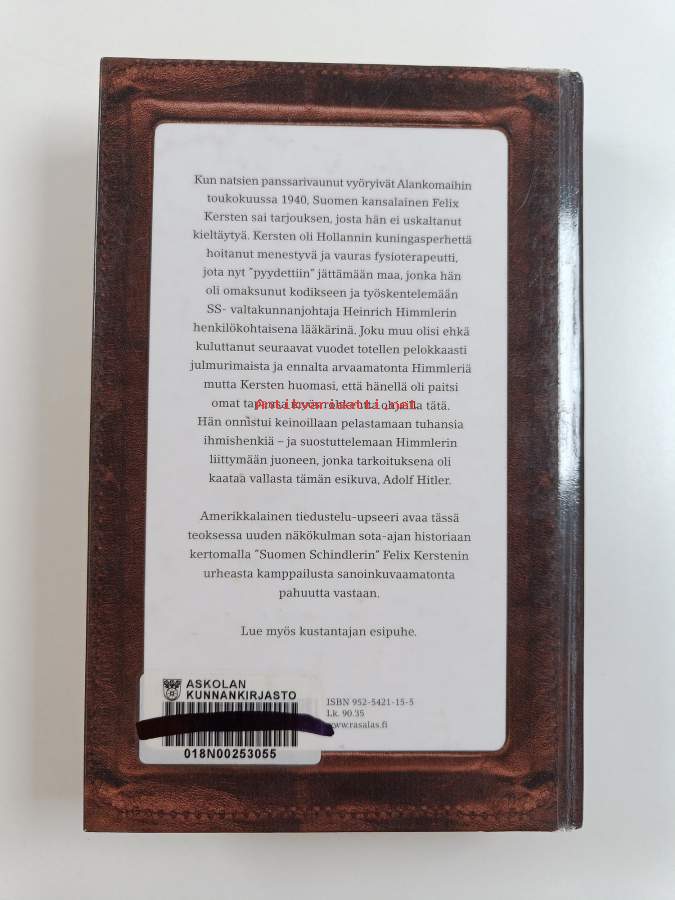 Kun natsien panssarivaunut vyöryivät Alankomaihin
toukokuussa 1940, Suomen kansalainen Felix
Kersten sai tarjouksen, josta hän ei uskaltanut
kieltäytyä. Kersten oli Hollannin kuningasperhettä
hoitanut menestyvä ja vauras fysioterapeutti,
jota nyt "pyydettiin" jättämään maa, jonka hän
oli omaksunut kodikseen ja työskentelemään
SS- valtakunnanjohtaja Heinrich Himmlerin
henkilökohtaisena lääkärinä. Joku muu olisi ehkä
kuluttanut seuraavat vuodet totellen pelokkaasti
julmurimaista ja ennalta arvaamatonta Himmleriä
mutta Kersten huomasi, että hänellä oli paitsi
omat tätä.
Antikvariaatti.net
Hän onnistui keinoillaan pelastamaan tuhansia
ihmishenkiä – ja suostuttelemaan Himmlerin
liittymään juoneen, jonka tarkoituksena oli
kaataa vallasta tämän esikuva, Adolf Hitler.
Amerikkalainen tiedustelu-upseeri avaa tässä
teoksessa uuden näkökulman sota-ajan historiaan
kertomalla "Suomen Schindlerin" Felix Kerstenin
urheasta kamppailusta sanoinkuvaamatonta
pahuutta vastaan.
Lue myös kustantajan esipuhe.
ASKOLAN
KUNNANKIRJASTO
018N00253055
ISBN 952-5421-15-5
Lk. 90.35
www.rasalas.fi